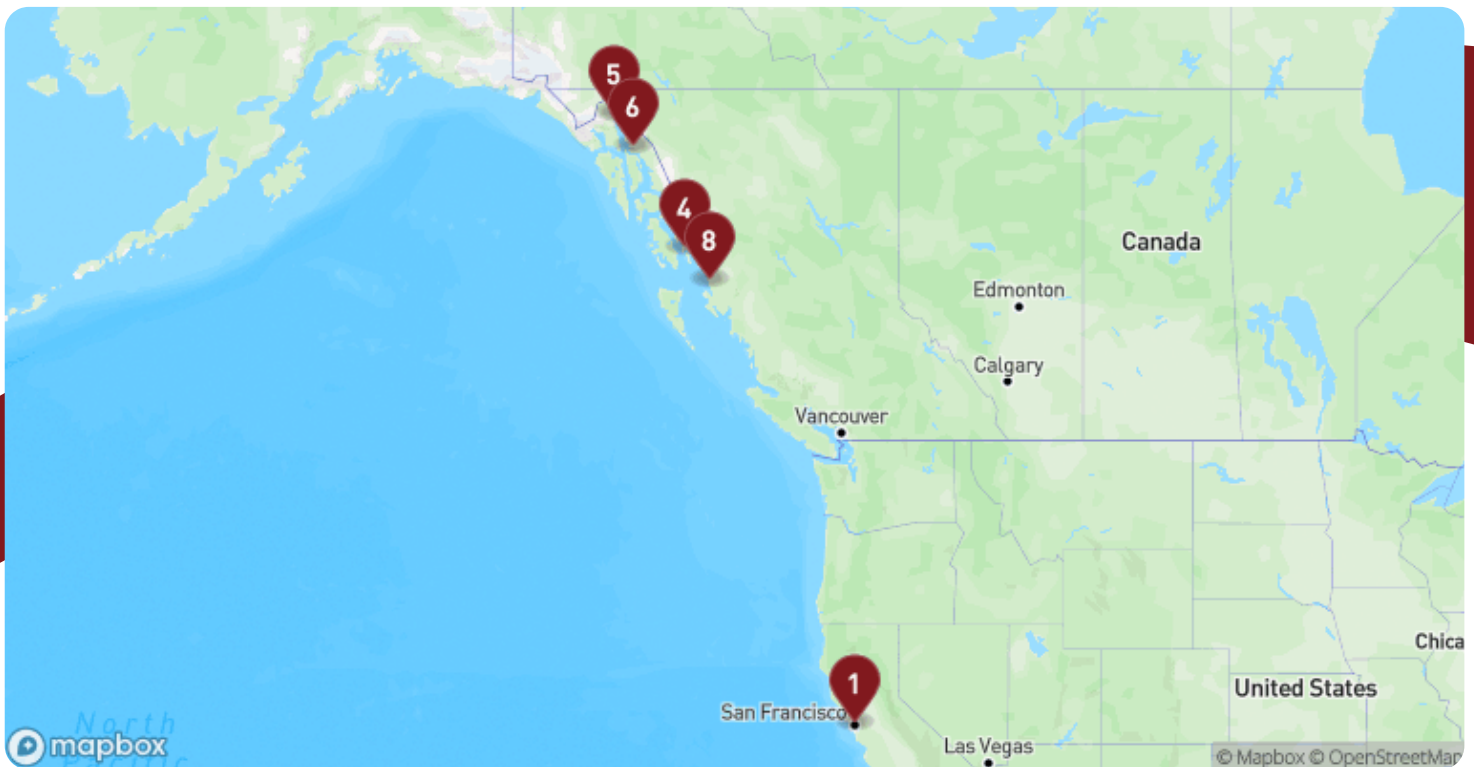 5
6
4
8
Canada
Edmonton
Calgary
Vancouver
Chica
1
United States
San Francisco
North
Pacific
Las Vegas
mapbox
© Mapbox © OpenStreetMap